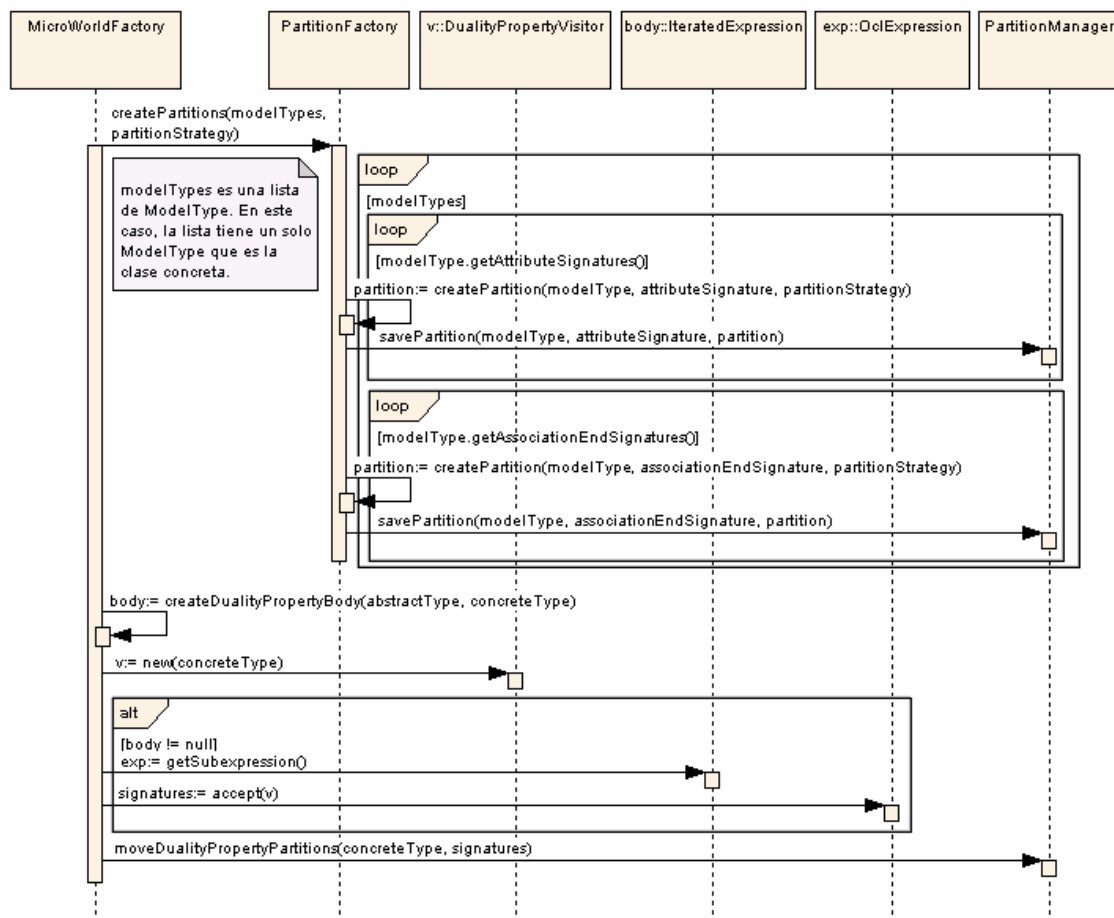 MicroWorldFactory
PartitionFactory
v::DualityPropertyVisitor
body::IteratedExpression
exp::OclExpression
PartitionManager
createPartitions(modelTypes,
partitionStrategy)
modelTypes es una lista
de ModelType. En este
caso, la lista tiene un solo
ModelType que es la
clase concreta.
loop
[modelTypes]
loop
[modelType.getAttributeSignatures()]
partition:= createPartition(modelType, attributeSignature, partitionStrategy)
savePartition(modelType, attributeSignature, partition)
loop
[modelType.getAssociationEndSignatures()]
partition:= createPartition(modelType, associationEndSignature, partitionStrategy)
savePartition(modelType, associationEndSignature, partition)
body:= createDualityPropertyBody(abstractType, concreteType)
v:= new(concreteType)
alt
[body != null]
exp:= getSubexpression()
signatures:= accept(v)
moveDualityPropertyPartitions(concreteType, signatures)